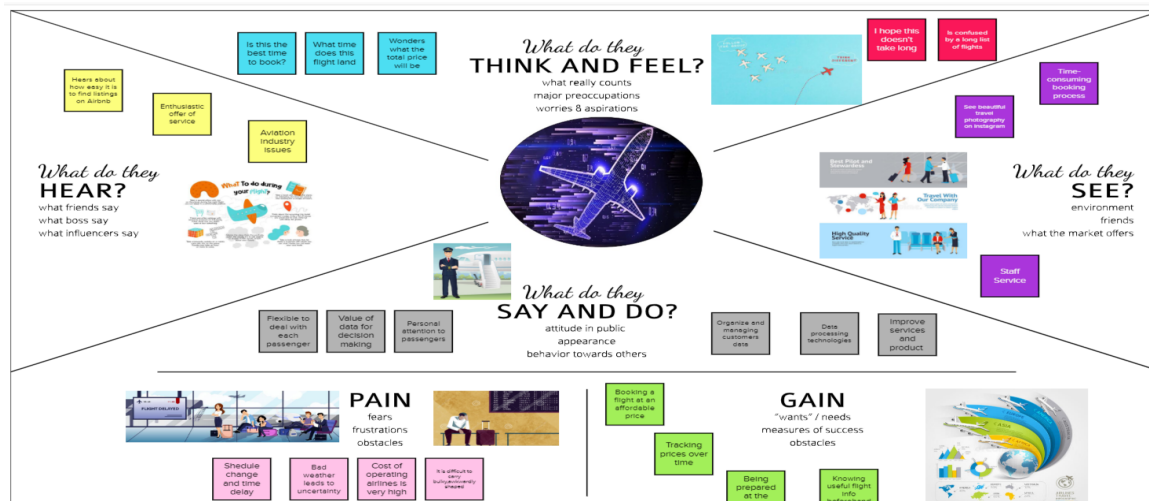 Is this the
best time
to book?
What time
does this
flight land
Wonders
what the
total price
will be
What do they
THINK AND FEEL?
what really counts
major preoccupations
worries & aspirations
I hope this
doesn't
take long
Is confused
by a long list
of flights
Hears about
how easy it is
to find listings
on Airbnb
Enthusiastic
offer of
service
Aviation
Industry
Issues
Time-
consuming
booking
process
See beautiful
travel
photography
on Instagram
What do they
HEAR?
what friends say
what boss say
what influencers say
What To do during
your flight?
Best Pilot and
Stewardess
Travel With
Our Company
High Quality
Service
What do they
SEE?
environment
friends
what the market offers
Staff
Service
What do they
SAY AND DO?
attitude in public
appearance
behavior towards others
Flexible to
deal with
each
passenger
Value of
data for
decision
making
Personal
attention to
passengers
Organize and
managing
customers
data
Data
processing
technologies
Improve
services
and
product
FLIGHT DELAYED
PAIN
fears
frustrations
obstacles
Shedule
change and
time
delay
Bad
weather
leads to
uncertainty
Cost of
operating
airlines is
very high
It is difficult to
carry
shaped
GAIN
"wants" / needs
measures of success
obstacles
Booking a
flight at an
affordable
price
Tracking
prices over
time
Being
prepared
at the
Knowing
useful flight
info